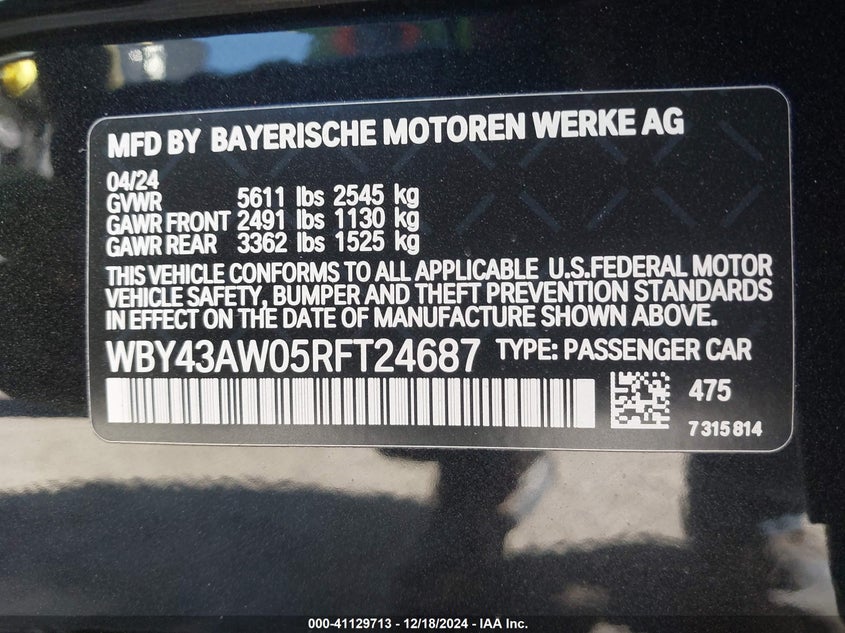 MFD BY BAYERISCHE MOTOREN WERKE AG
04/24
GVWR 5611 lbs 2545 kg
GAWR FRONT 2491 lbs 1130 kg
GAWR REAR 3362 lbs 1525 kg
THIS VEHICLE CONFORMS TO ALL APPLICABLE U.S.FEDERAL MOTOR
VEHICLE SAFETY, BUMPER AND THEFT PREVENTION STANDARDS
IN EFFECT ON THE DATE OF MANUFACTURE SHOWN ABOVE.
WBY43AW05RFT24687 TYPE: PASSENGER CAR
475
7315814
000-41129713 - 12/18/2024 - IAA Inc.